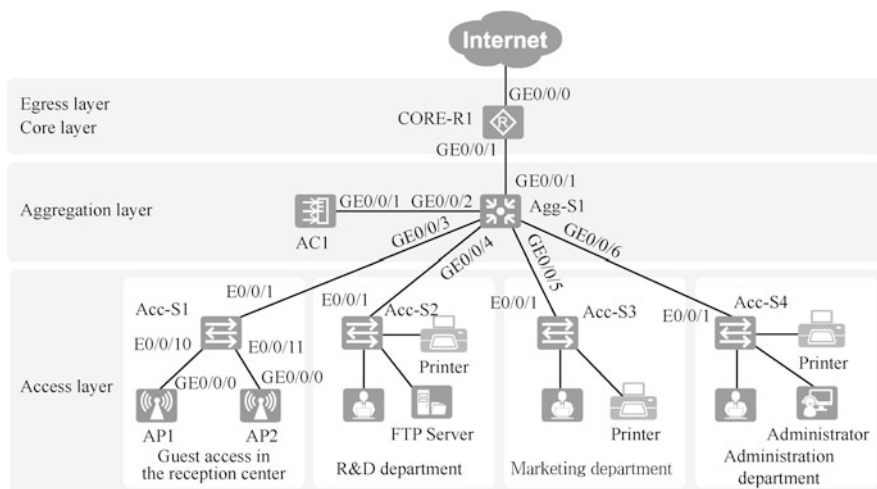 Internet
GE0/0/0
Egress layer
Core layer
CORE-R1
R
GE0/0/1
GE0/0/1
Aggregation layer
GE0/0/1
GE0/0/2
Agg-S1
AC1
GE0/0/3
GE0/0/4
GE0/0/5
GE0/0/6
Access layer
E0/0/1
Acc-S1
E0/0/10
E0/0/11
GE0/0/0
GE0/0/0
AP1
AP2
Guest access in
the reception center
E0/0/1
Acc-S2
Printer
FTP Server
R&D department
E0/0/1
Acc-S3
Printer
Marketing department
Acc-S4
E0/0/1
Printer
Administrator
Administration
department